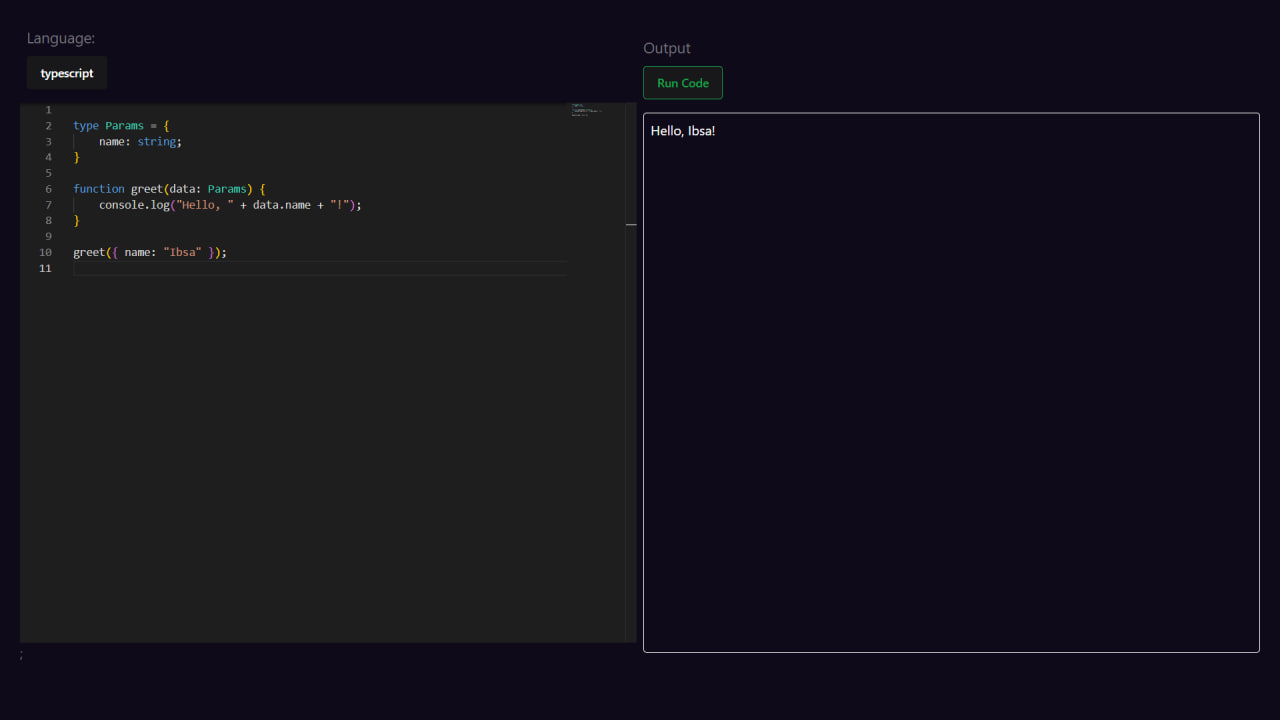 Language:
typescript
1
2 type Params = {
3     name: string;
4 }
5
6 function greet(data: Params) {
7     console.log("Hello, " + data.name + "!");
8 }
9
10 greet({ name: "Ibsa" });
11
;
Output
Run Code
Hello, Ibsa!